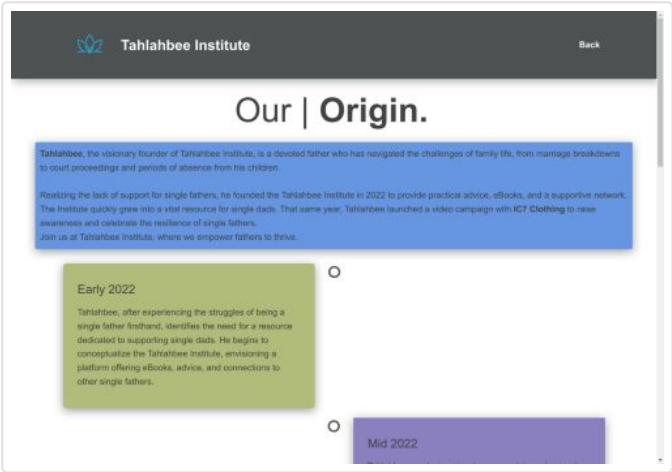 Tahlahbee Institute
Back
Our | Origin.
Tahlahbee, the visionary founder of Tahlahbee Institute, is a devoted father who has navigated the challenges of family life, from marriage breakdowns
to court proceedings and periods of absence from his children.
Realizing the lack of support for single fathers, he founded the Tahlahbee Institute in 2022 to provide practical advice, eBooks, and a supportive network.
The Institute quickly grew into a vital resource for single dads. That same year, Tahlahbee launched a video campaign with IC7 Clothing to raise
awareness and celebrate the resilience of single fathers.
Join us at Tahlahbee Institute, where we empower fathers to thrive.
Early 2022
Tahlahbee, after experiencing the struggles of being a
single father firsthand, identifies the need for a resource
dedicated to supporting single dads. He begins to
conceptualize the Tahlahbee Institute, envisioning a
platform offering eBooks, advice, and connections to
other single fathers.
Mid 2022